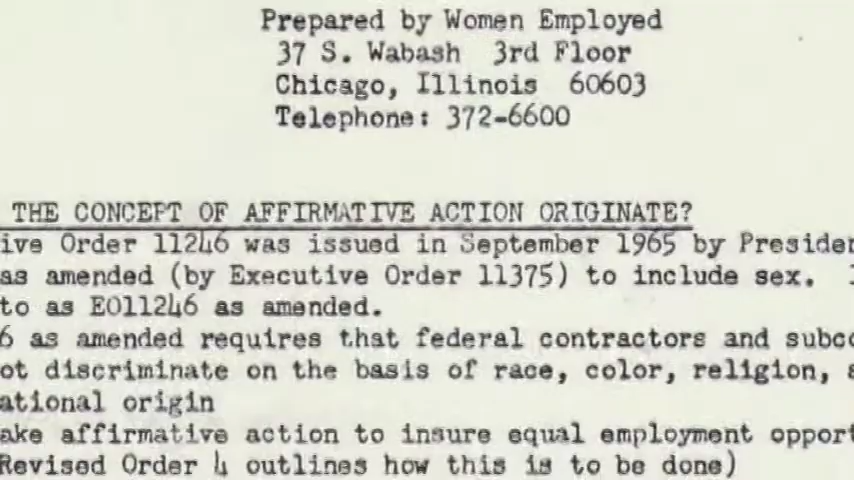 Prepared by Women Employed
37 S. Wabash 3rd Floor
Chicago, Illinois 60603
Telephone: 372-6600
THE CONCEPT OF AFFIRMATIVE ACTION ORIGINATE?
ive Order 11246 was issued in September 1965 by Presiden
as amended (by Executive Order 11375) to include sex.
to as EO11246 as amended.
6 as amended requires that federal contractors and subco
ot discriminate on the basis of race, color, religion, s
ational origin
ake affirmative action to insure equal employment opport
Revised Order 4 outlines how this is to be done)